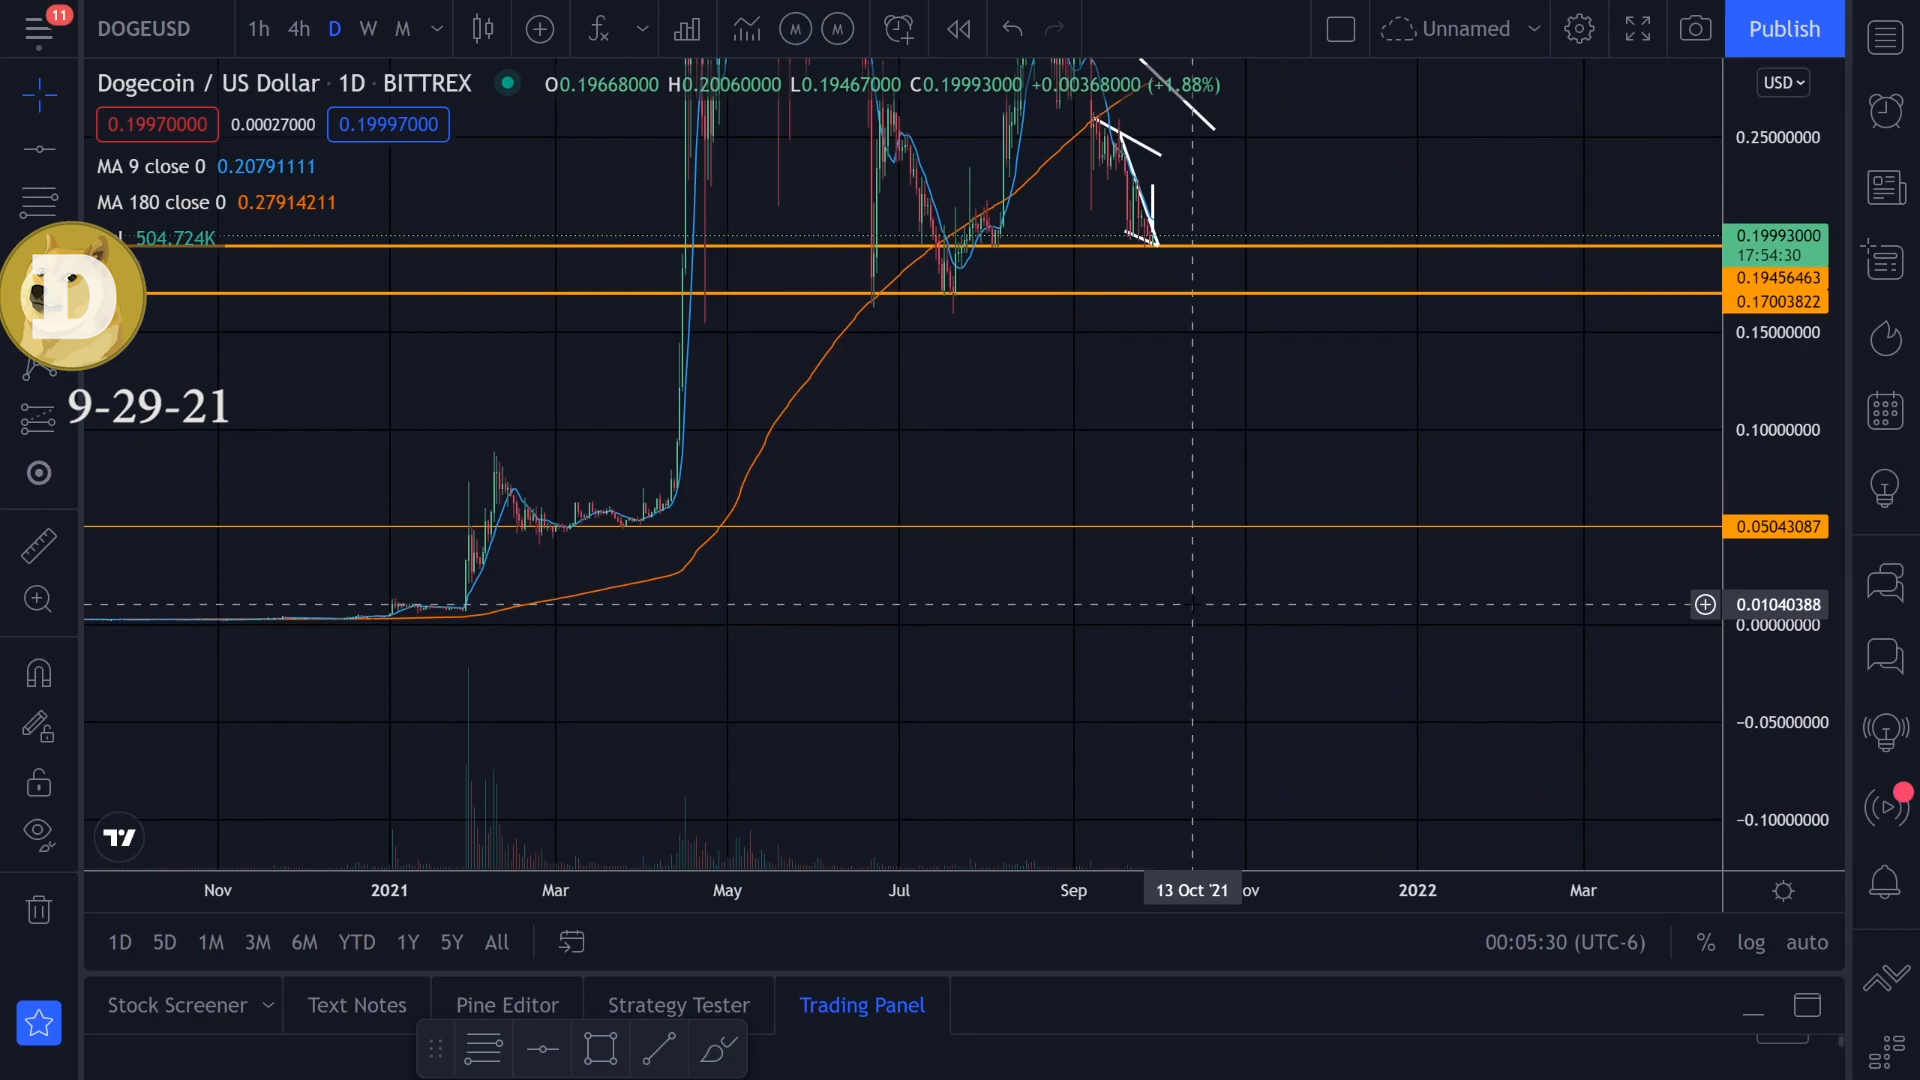 11
DOGEUSD 1h 4h D W M M M Unnamed Publish
Dogecoin / US Dollar · 1D · BITTREX O0.19668000 H0.20060000 L0.19467000 C0.19993000 +0.00368000 (+1.88%)
USD
0.19970000 0.00027000 0.19997000
0.25000000
MA 9 close 0 0.20791111
MA 180 close 0 0.27914211
504.724K
0.19993000
17:54:30
0.19456463
0.17003822
D
0.15000000
9-29-21
0.10000000
0.05043087
0.01040388
0.00000000
−0.05000000
−0.10000000
Nov 2021 Mar May Jul Sep 13 Oct '21 ov 2022 Mar
1D 5D 1M 3M 6M YTD 1Y 5Y All 00:05:30 (UTC-6) % log auto
Stock Screener Text Notes Pine Editor Strategy Tester Trading Panel